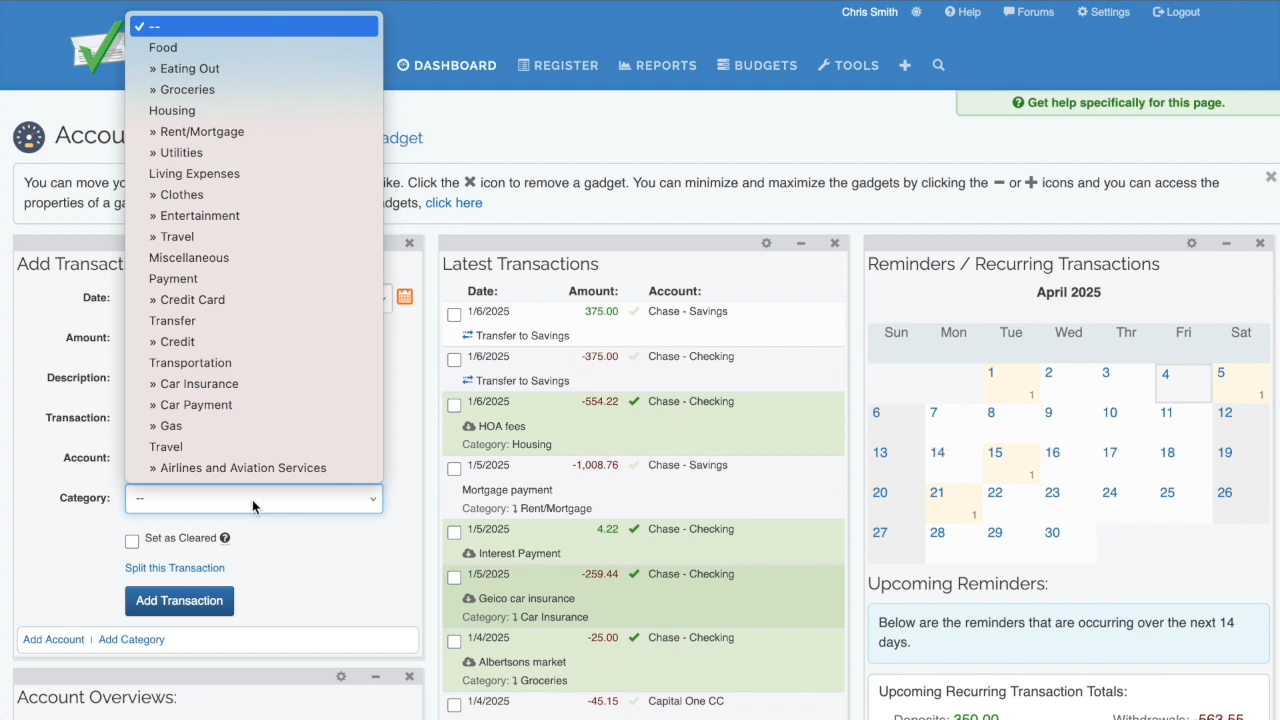 Chris Smith
Help
Forums
Settings
Logout
DASHBOARD
REGISTER
REPORTS
BUDGETS
TOOLS
Get help specifically for this page.
Accou
adget
You can move yo
ike. Click the ✖ icon to remove a gadget. You can minimize and maximize the gadgets by clicking the − or + icons and you can access the
properties of a ga
dgets, click here
✓ --
Food
» Eating Out
» Groceries
Housing
» Rent/Mortgage
» Utilities
Living Expenses
» Clothes
» Entertainment
» Travel
Miscellaneous
Payment
» Credit Card
Transfer
» Credit
Transportation
» Car Insurance
» Car Payment
» Gas
Travel
» Airlines and Aviation Services
Add Transact
Date:
Amount:
Description:
Transaction:
Account:
Category: --
Set as Cleared
Split this Transaction
Add Transaction
Add Account | Add Category
Account Overviews:
Latest Transactions
Date: Amount: Account:
1/6/2025 375.00 Chase - Savings
Transfer to Savings
1/6/2025 -375.00 Chase - Checking
Transfer to Savings
1/6/2025 -554.22 Chase - Checking
HOA fees
Category: Housing
1/5/2025 -1,008.76 Chase - Savings
Mortgage payment
Category: Rent/Mortgage
1/5/2025 4.22 Chase - Checking
Interest Payment
1/5/2025 -259.44 Chase - Checking
Geico car insurance
Category: Car Insurance
1/4/2025 -25.00 Chase - Checking
Albertsons market
Category: Groceries
1/4/2025 -45.15 Capital One CC
Reminders / Recurring Transactions
April 2025
Sun Mon Tue Wed Thr Fri Sat
1 2 3 4 5
1 1
6 7 8 9 10 11 12
13 14 15 16 17 18 19
1
20 21 22 23 24 25 26
1
27 28 29 30
Upcoming Reminders:
Below are the reminders that are occurring over the next 14
days.
Upcoming Recurring Transaction Totals:
Deposits: 350.00 Withdrawals: -563.55